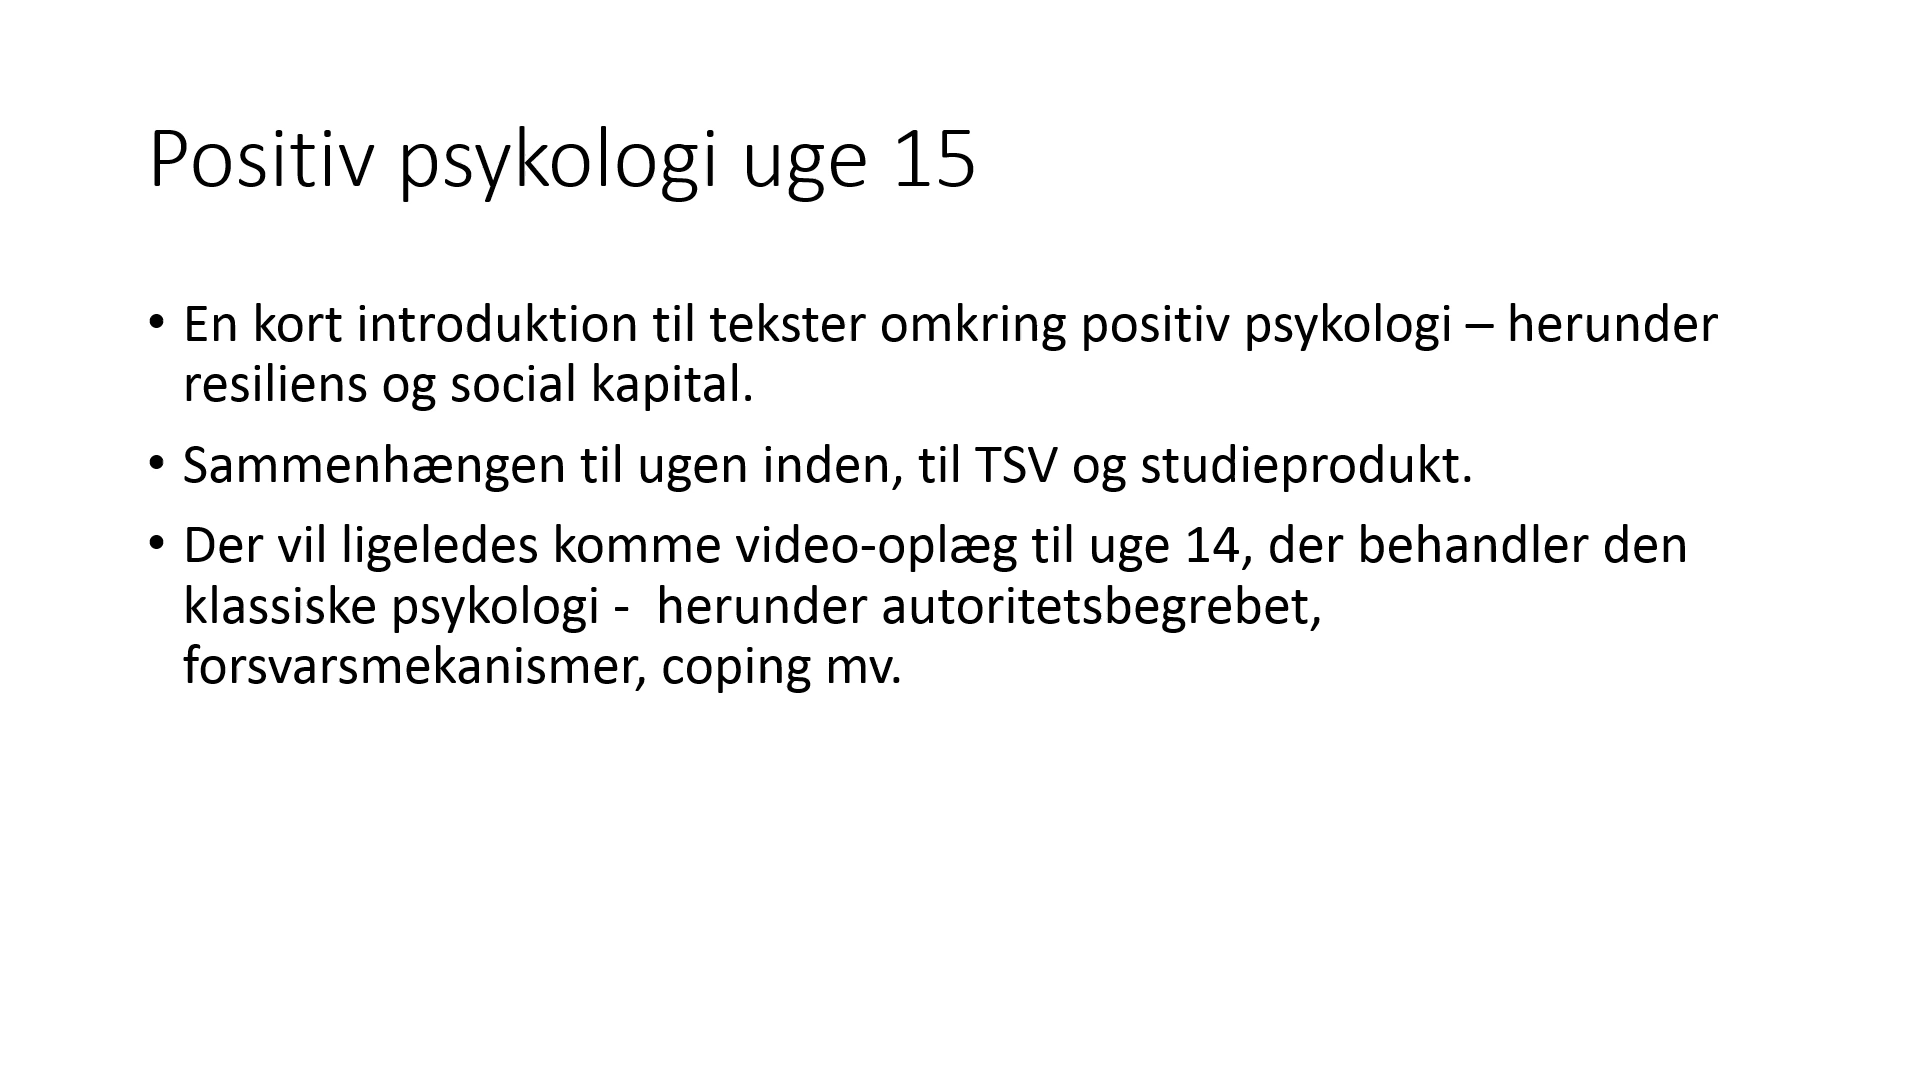 Positiv psykologi uge 15
• En kort introduktion til tekster omkring positiv psykologi – herunder
resiliens og social kapital.
• Sammenhængen til ugen inden, til TSV og studieprodukt.
• Der vil ligeledes komme video-oplæg til uge 14, der behandler den
klassiske psykologi -  herunder autoritetsbegrebet,
forsvarsmekanismer, coping mv.